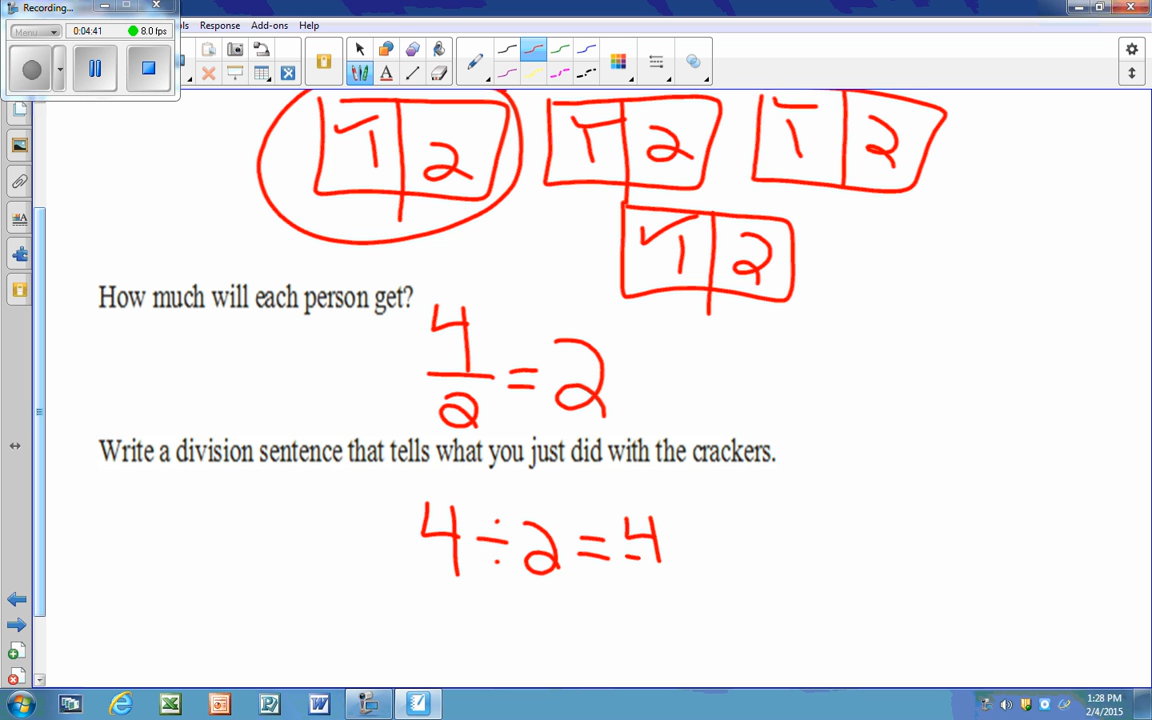 Recording...
Menu 0:04:41 8.0 fps
ls Response Add-ons Help
1 2 1 2 1 2
1 2
How much will each person get?
4
2 = 2
Write a division sentence that tells what you just did with the crackers.
4 ÷ 2 = 4
1:28 PM
2/4/2015